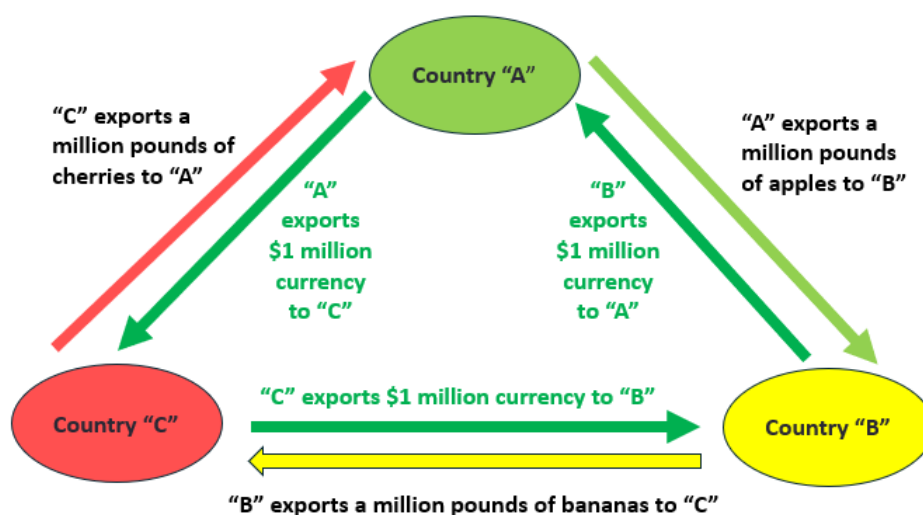 Country “A”
“C” exports a
million pounds of
cherries to “A”
“A” exports a
million pounds
of apples to “B”
“A”
exports
$1 million
currency
to “C”
“B”
exports
$1 million
currency
to “A”
Country “C”
“C” exports $1 million currency to “B”
Country “B”
“B” exports a million pounds of bananas to “C”